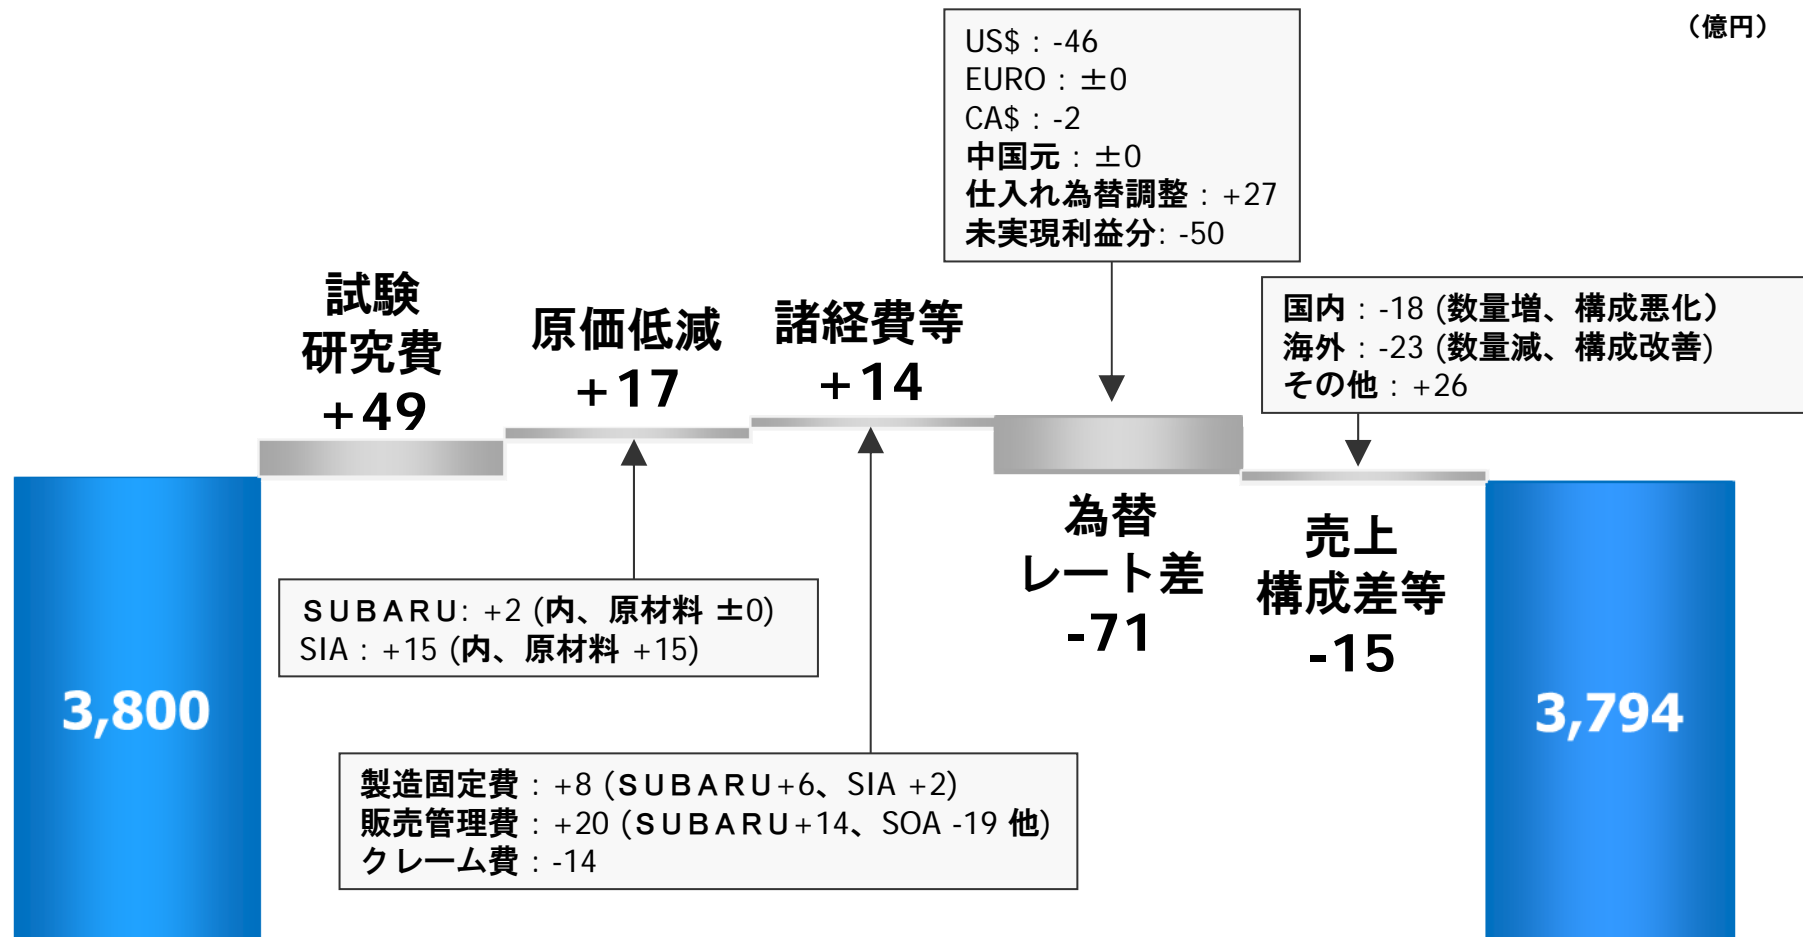 （億円）
US$ : -46
EURO : ±0
CA$ : -2
中国元 : ±0
仕入れ為替調整 : +27
未実現利益分: -50
試験
研究費
+49
原価低減
+17
諸経費等
+14
国内 : -18 (数量増、構成悪化）
海外 : -23 (数量減、構成改善)
その他 : +26
為替
レート差
-71
売上
構成差等
-15
ＳＵＢＡＲＵ: +2 (内、原材料 ±0)
SIA : +15 (内、原材料 +15)
3,800
3,794
製造固定費 : +8 (ＳＵＢＡＲＵ+6、SIA +2)
販売管理費 : +20 (ＳＵＢＡＲＵ+14、SOA -19 他)
クレーム費 : -14